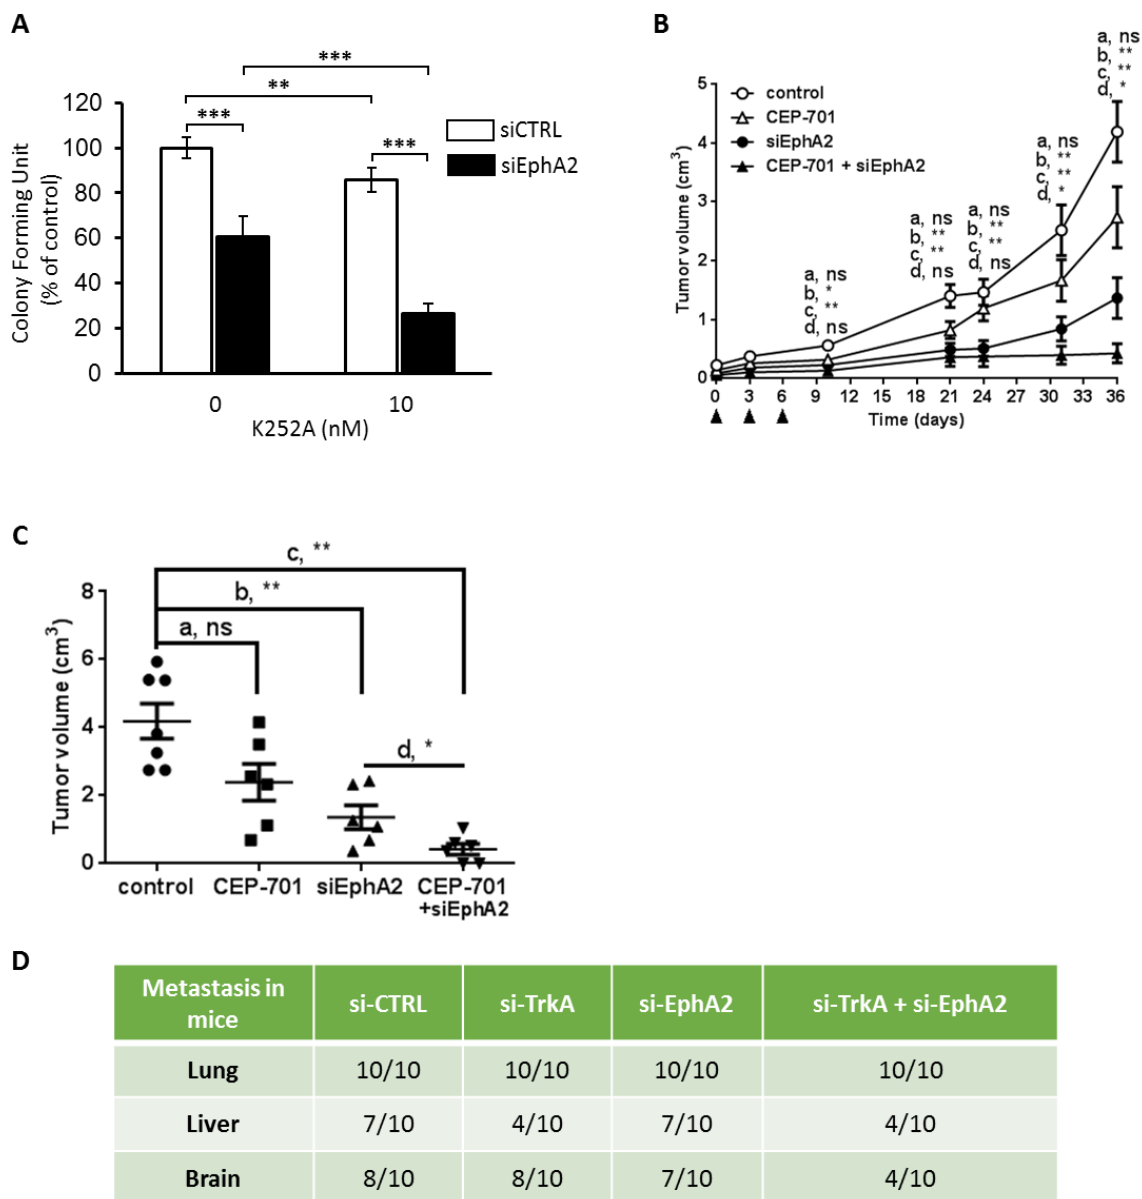 A
***
**
***
***
120
100
80
60
40
20
0
Colony Forming Unit
(% of control)
siCTRL
siEphA2
0
10
K252A (nM)
B
control
CEP-701
siEphA2
CEP-701 + siEphA2
5
4
3
2
1
0
Tumor volume (cm³)
a, ns
b, *
c, **
d, ns
a, ns
b, **
c, **
d, ns
a, ns
b, **
c, **
d, ns
a, ns
b, **
c, **
d, *
a, ns
b, **
c, **
d, *
0 3 6 9 12 15 18 21 24 27 30 33 36
Time (days)
C
c, **
b, **
a, ns
d, *
8
6
4
2
0
Tumor volume (cm³)
control
CEP-701
siEphA2
CEP-701
+siEphA2
D
Metastasis in
mice
si-CTRL
si-TrkA
si-EphA2
si-TrkA + si-EphA2
Lung 10/10 10/10 10/10 10/10
Liver 7/10 4/10 7/10 4/10
Brain 8/10 8/10 7/10 4/10